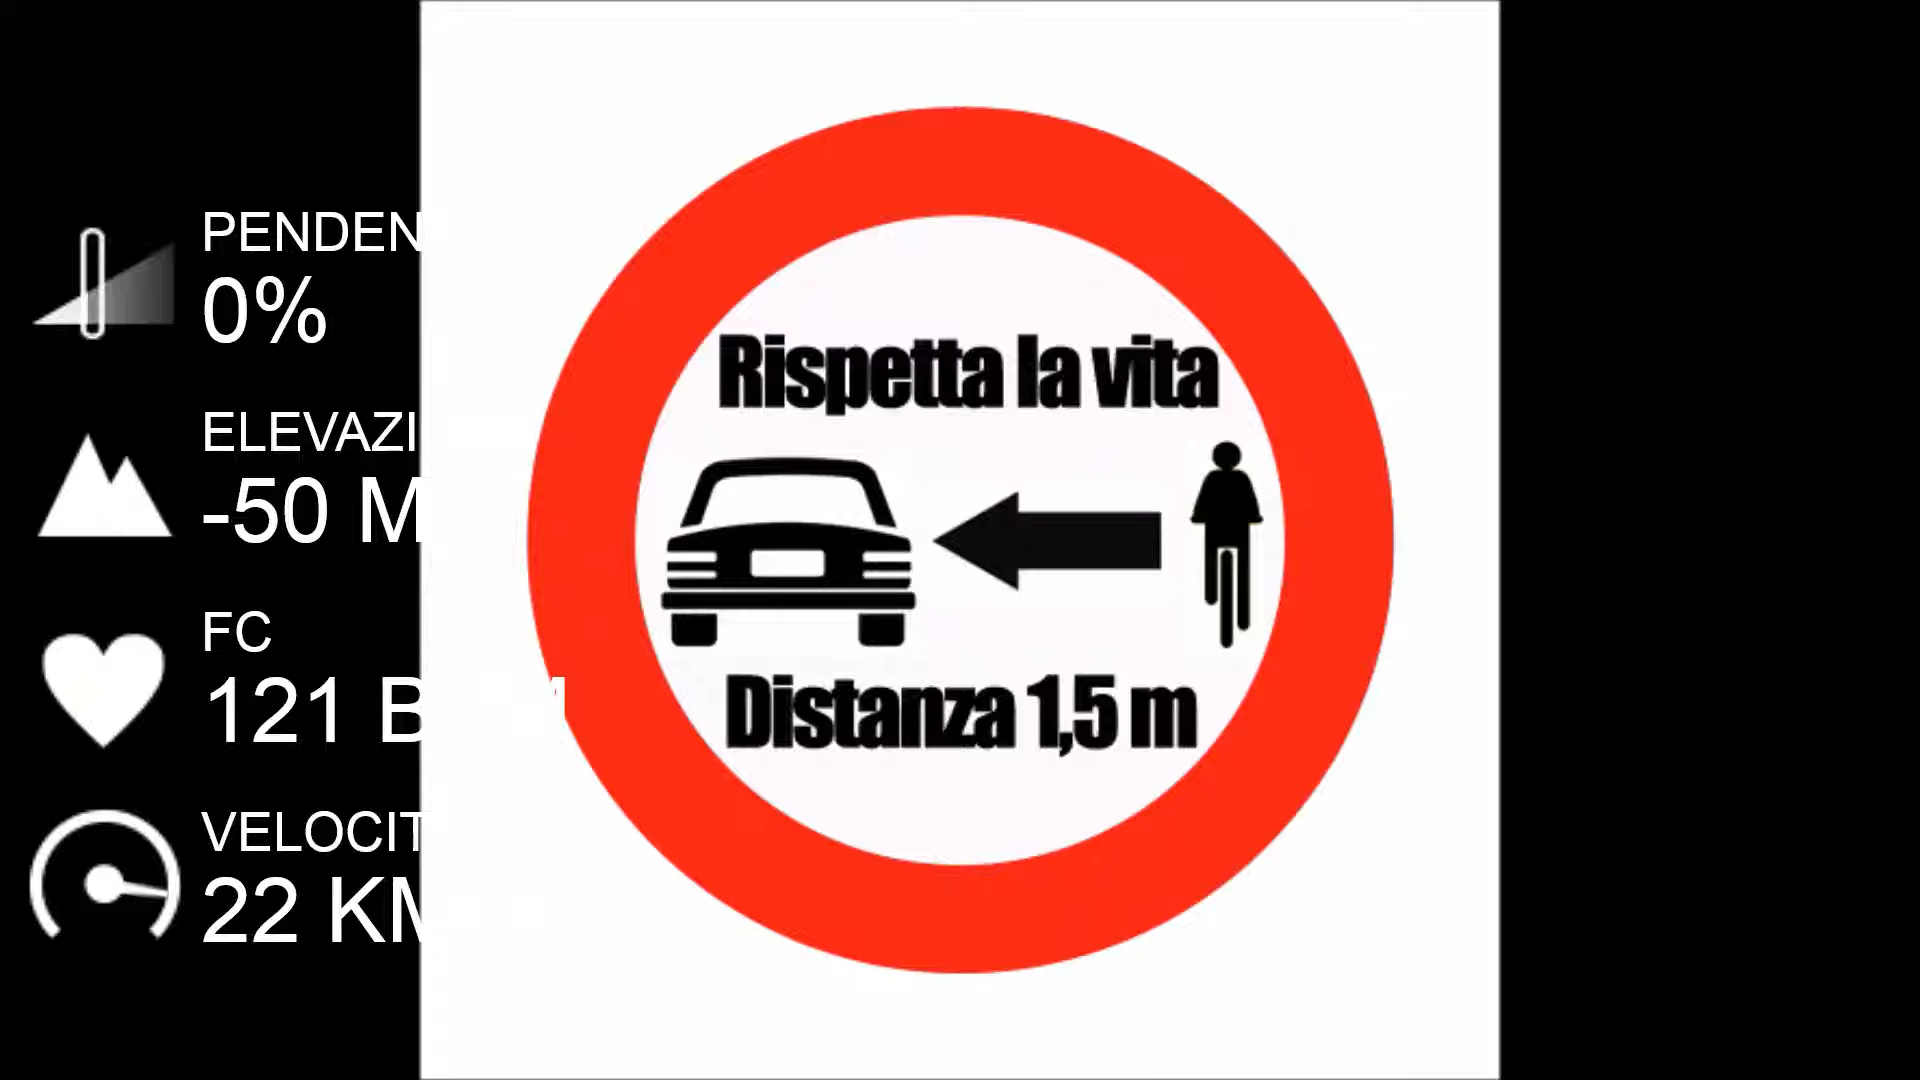 PENDEN
0%
ELEVAZI
-50 M
FC
121 B
VELOCIT
22 KM
Rispetta la vita
Distanza 1,5 m